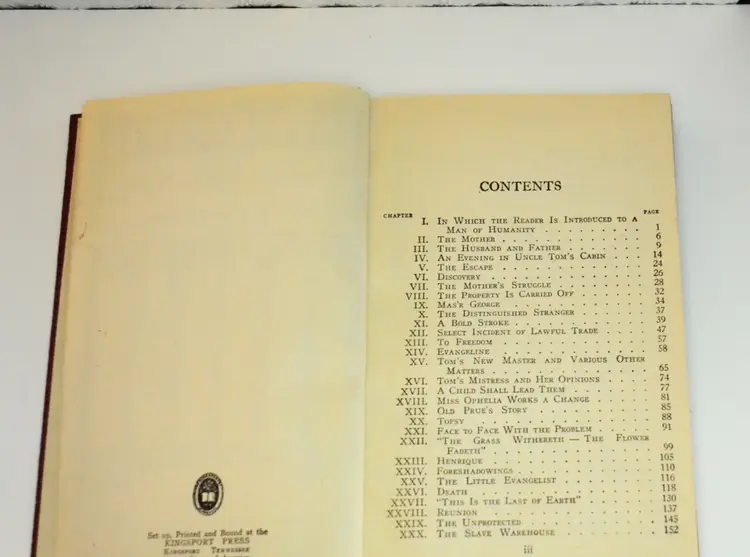 Set up, Printed and Bound at the
KINGSPORT PRESS
KINGSPORT TENNESSEE
CONTENTS
CHAPTER PAGE
I. IN WHICH THE READER IS INTRODUCED TO A
MAN OF HUMANITY . . . . . . . . . 1
II. THE MOTHER . . . . . . . . . . . . . 6
III. THE HUSBAND AND FATHER . . . . . . . 9
IV. AN EVENING IN UNCLE TOM'S CABIN . . . 14
V. THE ESCAPE . . . . . . . . . . . . . 24
VI. DISCOVERY . . . . . . . . . . . . . . 26
VII. THE MOTHER'S STRUGGLE . . . . . . . . 28
VIII. THE PROPERTY IS CARRIED OFF . . . . . . 32
IX. MAS'R GEORGE . . . . . . . . . . . . 34
X. THE DISTINGUISHED STRANGER . . . . . . 37
XI. A BOLD STROKE . . . . . . . . . . . . 39
XII. SELECT INCIDENT OF LAWFUL TRADE . . . . 47
XIII. TO FREEDOM . . . . . . . . . . . . . 57
XIV. EVANGELINE . . . . . . . . . . . . . 58
XV. TOM'S NEW MASTER AND VARIOUS OTHER
MATTERS . . . . . . . . . . . . . 65
XVI. TOM'S MISTRESS AND HER OPINIONS . . . . 74
XVII. A CHILD SHALL LEAD THEM . . . . . . . 77
XVIII. MISS OPHELIA WORKS A CHANGE . . . . . 81
XIX. OLD PRUE'S STORY . . . . . . . . . . 85
XX. TOPSY . . . . . . . . . . . . . . . 88
XXI. FACE TO FACE WITH THE PROBLEM . . . . . 91
XXII. "THE GRASS WITHERETH — THE FLOWER
FADETH" . . . . . . . . . . . . . 99
XXIII. HENRIQUE . . . . . . . . . . . . . . 105
XXIV. FORESHADOWINGS . . . . . . . . . . . . 110
XXV. THE LITTLE EVANGELIST . . . . . . . . 116
XXVI. DEATH . . . . . . . . . . . . . . . 118
XXVII. "THIS IS THE LAST OF EARTH" . . . . . . 130
XXVIII. REUNION . . . . . . . . . . . . . . 137
XXIX. THE UNPROTECTED . . . . . . . . . . . 145
XXX. THE SLAVE WAREHOUSE . . . . . . . . . 152
iii